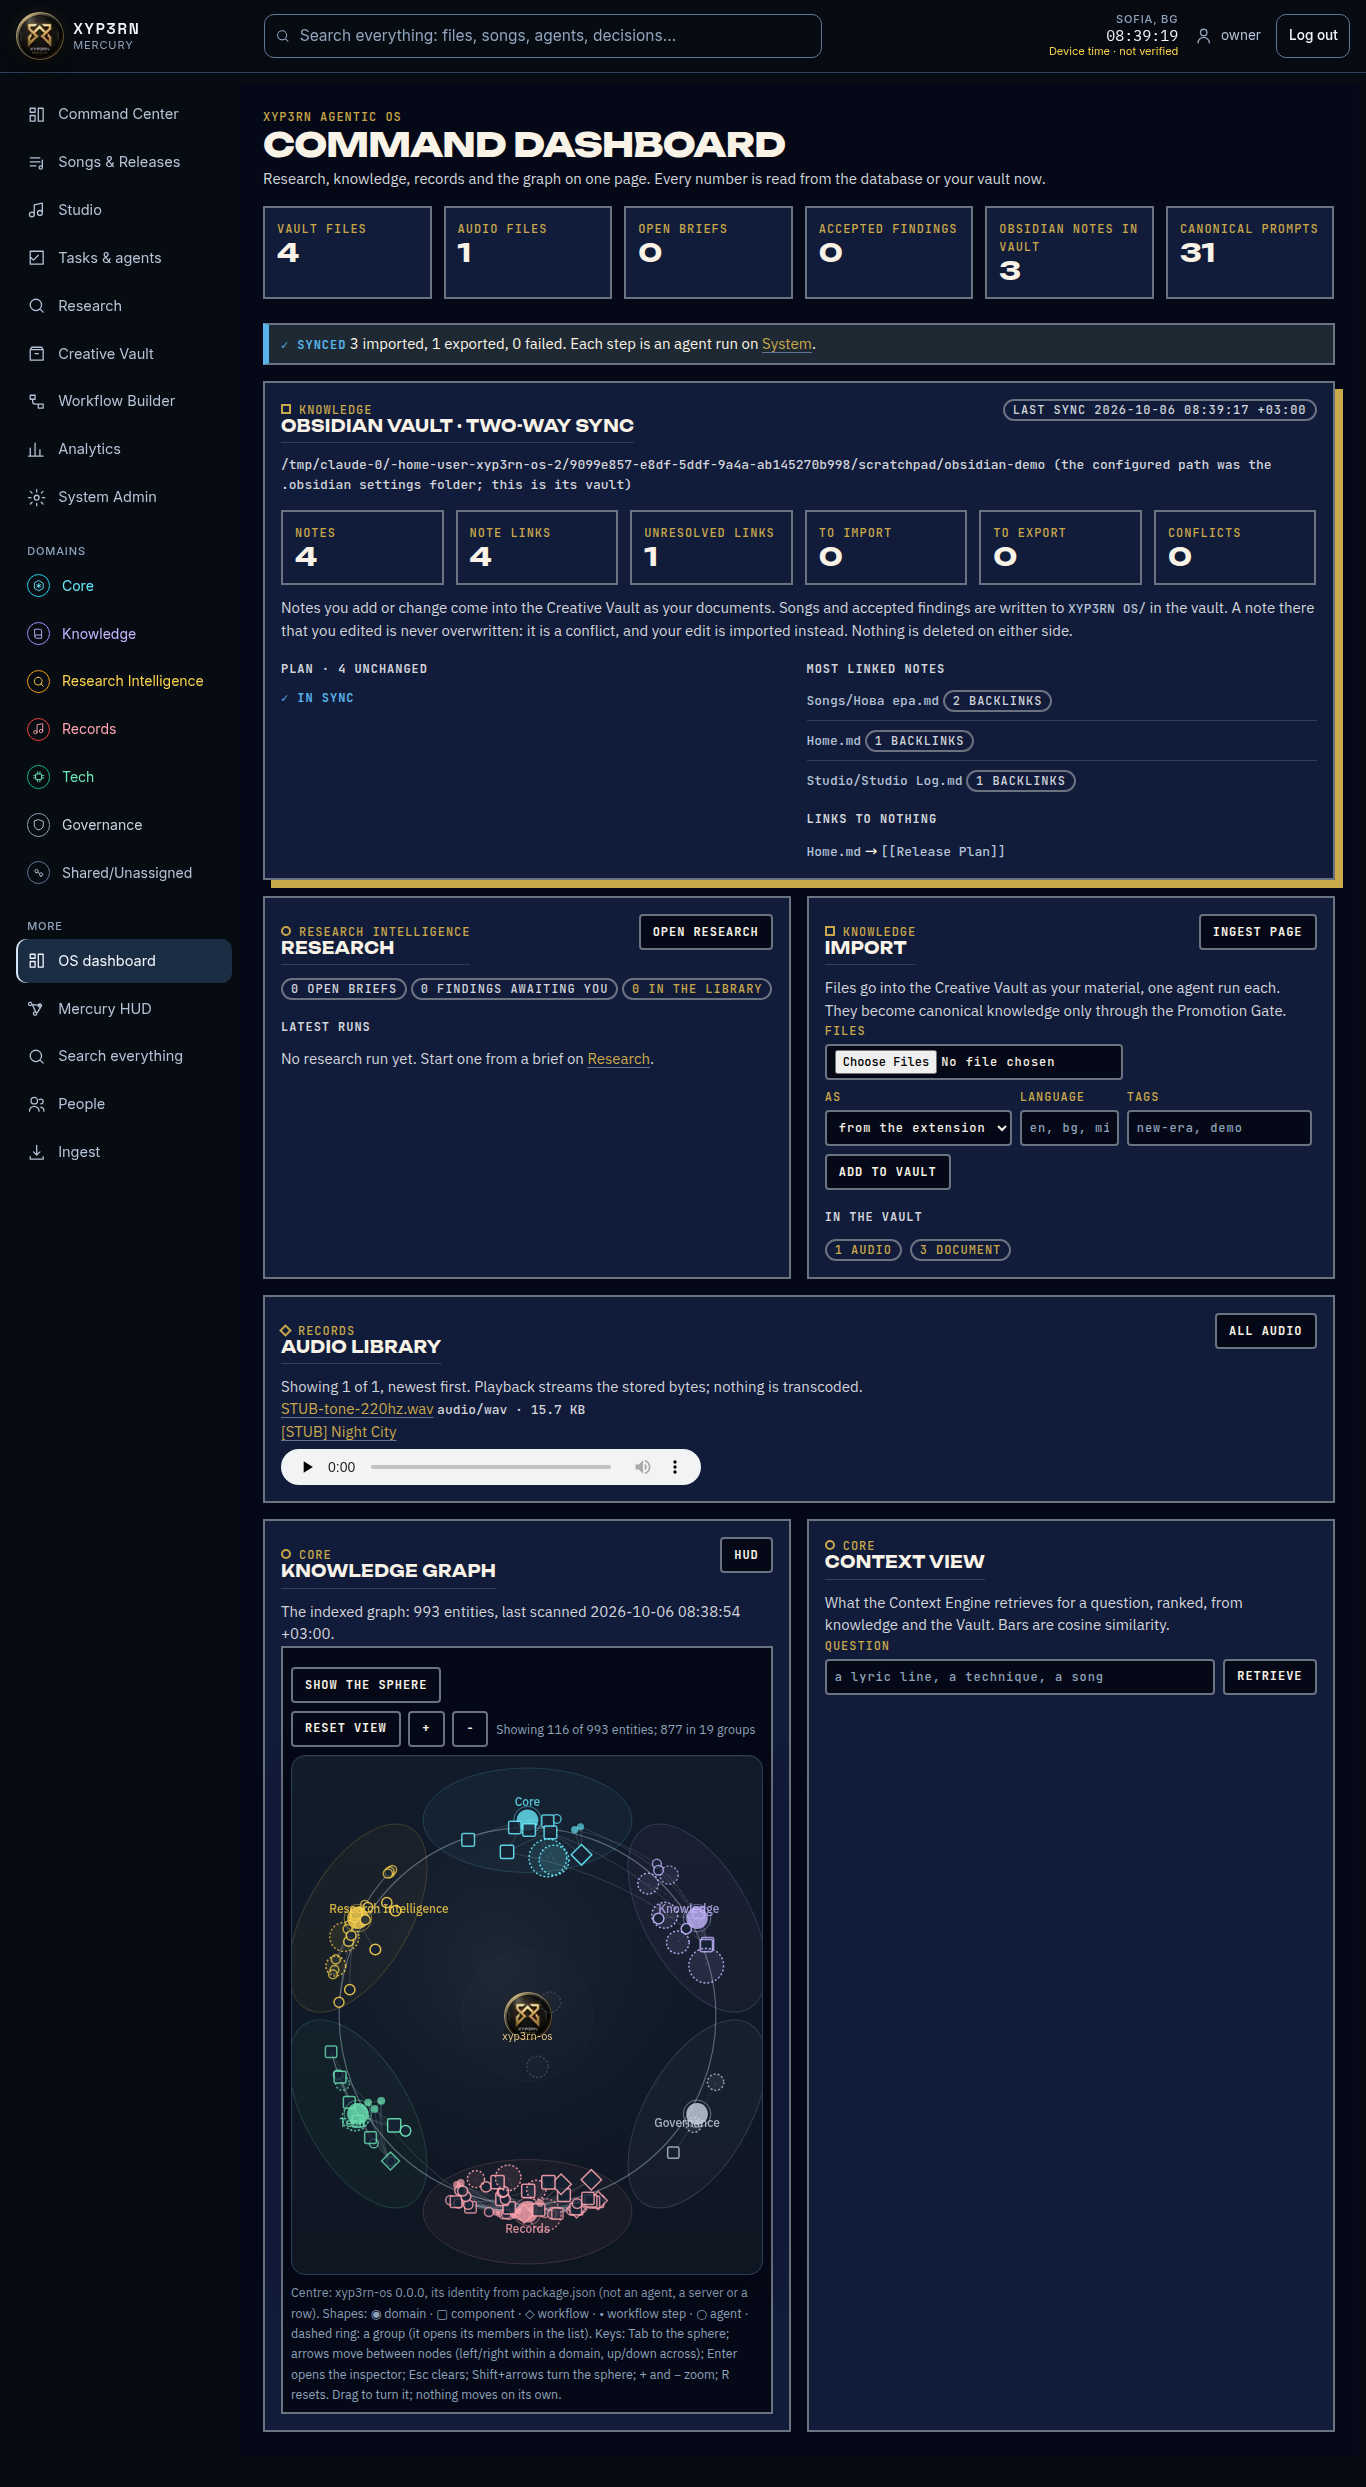 XYP3RN
MERCURY
Search everything: files, songs, agents, decisions...
SOFIA, BG
08:39:19
Device time · not verified
owner
Log out
Command Center
Songs & Releases
Studio
Tasks & agents
Research
Creative Vault
Workflow Builder
Analytics
System Admin
DOMAINS
Core
Knowledge
Research Intelligence
Records
Tech
Governance
Shared/Unassigned
MORE
OS dashboard
Mercury HUD
Search everything
People
Ingest
XYP3RN AGENTIC OS
COMMAND DASHBOARD
Research, knowledge, records and the graph on one page. Every number is read from the database or your vault now.
VAULT FILES
4
AUDIO FILES
1
OPEN BRIEFS
0
ACCEPTED FINDINGS
0
OBSIDIAN NOTES IN
VAULT
3
CANONICAL PROMPTS
31
✓ SYNCED 3 imported, 1 exported, 0 failed. Each step is an agent run on System.
KNOWLEDGE
OBSIDIAN VAULT · TWO-WAY SYNC
LAST SYNC 2026-10-06 08:39:17 +03:00
/tmp/claude-0/-home-user-xyp3rn-os-2/9099e857-e8df-5ddf-9a4a-ab145270b998/scratchpad/obsidian-demo (the configured path was the
.obsidian settings folder; this is its vault)
NOTES
4
NOTE LINKS
4
UNRESOLVED LINKS
1
TO IMPORT
0
TO EXPORT
0
CONFLICTS
0
Notes you add or change come into the Creative Vault as your documents. Songs and accepted findings are written to XYP3RN OS/ in the vault. A note there
that you edited is never overwritten: it is a conflict, and your edit is imported instead. Nothing is deleted on either side.
PLAN · 4 UNCHANGED
✓ IN SYNC
MOST LINKED NOTES
Songs/Нова ера.md 2 BACKLINKS
Home.md 1 BACKLINKS
Studio/Studio Log.md 1 BACKLINKS
LINKS TO NOTHING
Home.md → [[Release Plan]]
RESEARCH INTELLIGENCE
RESEARCH
OPEN RESEARCH
0 OPEN BRIEFS
0 FINDINGS AWAITING YOU
0 IN THE LIBRARY
LATEST RUNS
No research run yet. Start one from a brief on Research.
KNOWLEDGE
IMPORT
INGEST PAGE
Files go into the Creative Vault as your material, one agent run each.
They become canonical knowledge only through the Promotion Gate.
FILES
Choose Files No file chosen
AS
LANGUAGE
TAGS
from the extension
en, bg, mi
new-era, demo
ADD TO VAULT
IN THE VAULT
1 AUDIO
3 DOCUMENT
RECORDS
AUDIO LIBRARY
ALL AUDIO
Showing 1 of 1, newest first. Playback streams the stored bytes; nothing is transcoded.
STUB-tone-220hz.wav audio/wav · 15.7 KB
[STUB] Night City
0:00
CORE
KNOWLEDGE GRAPH
HUD
The indexed graph: 993 entities, last scanned 2026-10-06 08:38:54
+03:00.
SHOW THE SPHERE
RESET VIEW
+
-
Showing 116 of 993 entities; 877 in 19 groups
Core
Research Intelligence
Knowledge
xyp3rn-os
Tech
Governance
Records
Centre: xyp3rn-os 0.0.0, its identity from package.json (not an agent, a server or a
row). Shapes: ◉ domain · ▢ component · ◇ workflow · • workflow step · ○ agent ·
dashed ring: a group (it opens its members in the list). Keys: Tab to the sphere;
arrows move between nodes (left/right within a domain, up/down across); Enter
opens the inspector; Esc clears; Shift+arrows turn the sphere; + and − zoom; R
resets. Drag to turn it; nothing moves on its own.
CORE
CONTEXT VIEW
What the Context Engine retrieves for a question, ranked, from
knowledge and the Vault. Bars are cosine similarity.
QUESTION
a lyric line, a technique, a song
RETRIEVE